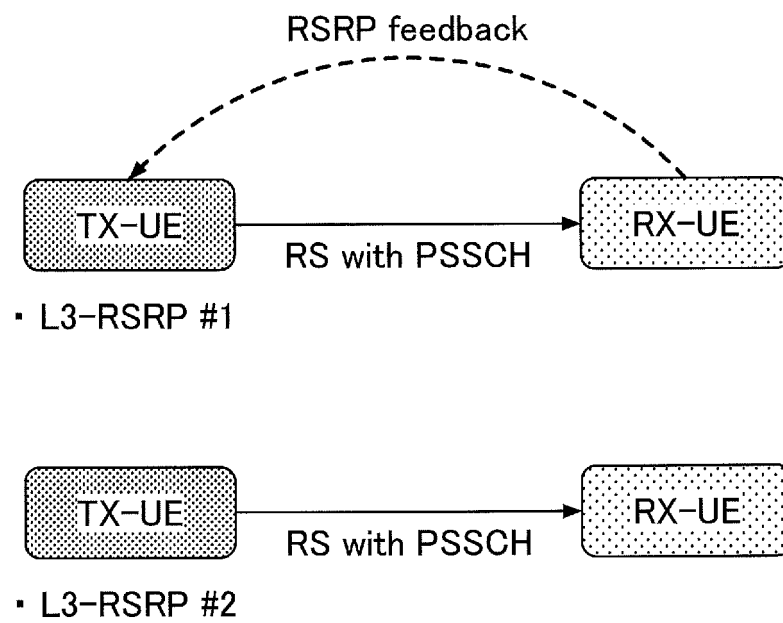 RSRP feedback
TX-UE
RX-UE
RS with PSSCH
・L3-RSRP #1
TX-UE
RX-UE
RS with PSSCH
・L3-RSRP #2